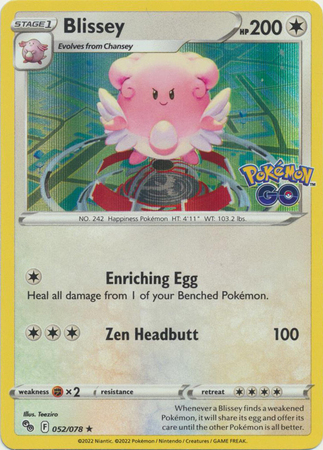 STAGE 1
Blissey
HP 200
Evolves from Chansey
Pokémon GO
NO. 242 Happiness Pokémon HT: 4'11" WT: 103.2 lbs.
Enriching Egg
Heal all damage from 1 of your Benched Pokémon.
Zen Headbutt 100
weakness ×2 resistance retreat
Illus. Teeziro
F 052/078 ★
Whenever a Blissey finds a weakened
Pokémon, it will share its egg and offer its
care until the other Pokémon is all better.
©2022 Niantic. ©2022 Pokémon / Nintendo / Creatures / GAME FREAK.